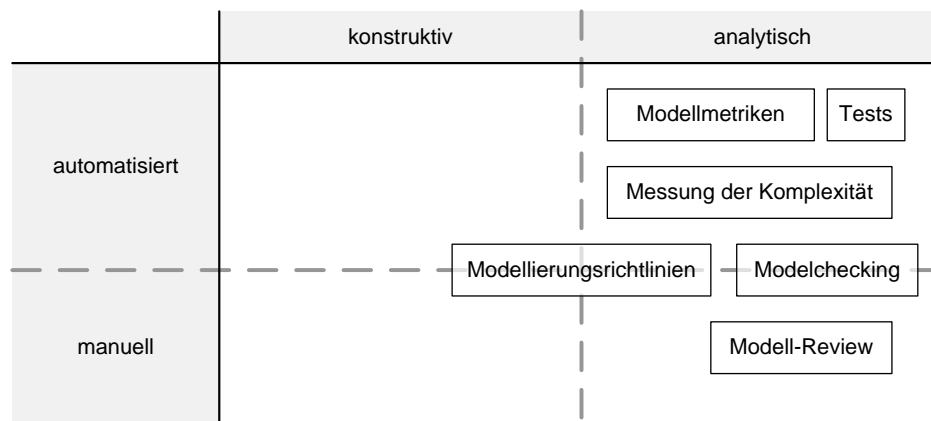 konstruktiv
analytisch
Modellmetriken
Tests
automatisiert
Messung der Komplexität
Modellierungsrichtlinien
Modelchecking
manuell
Modell-Review